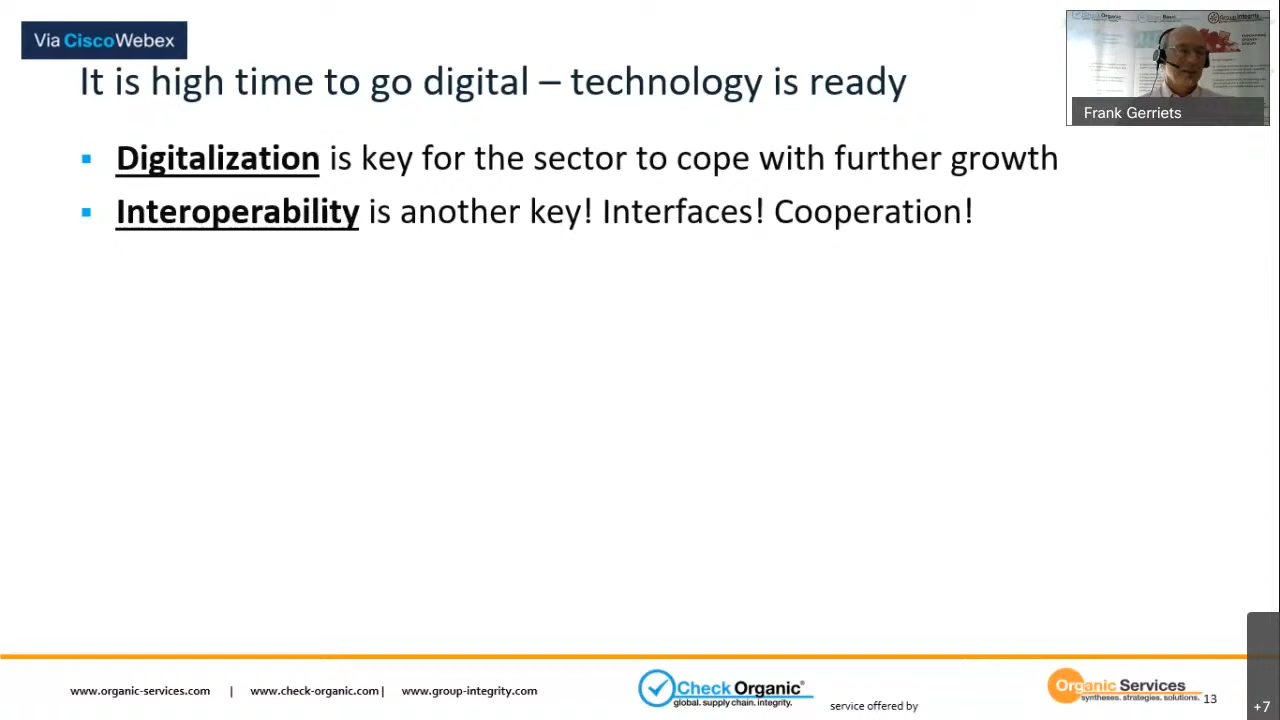 Via CiscoWebex
It is high time to go digital – technology is ready
Digitalization is key for the sector to cope with further growth
Interoperability is another key! Interfaces! Cooperation!
Group Integrity
Frank Gerriets
www.organic-services.com | www.check-organic.com | www.group-integrity.com
Check Organic®
global. supply chain. integrity.
service offered by
Organic Services
syntheses. strategies. solutions.
13
+7